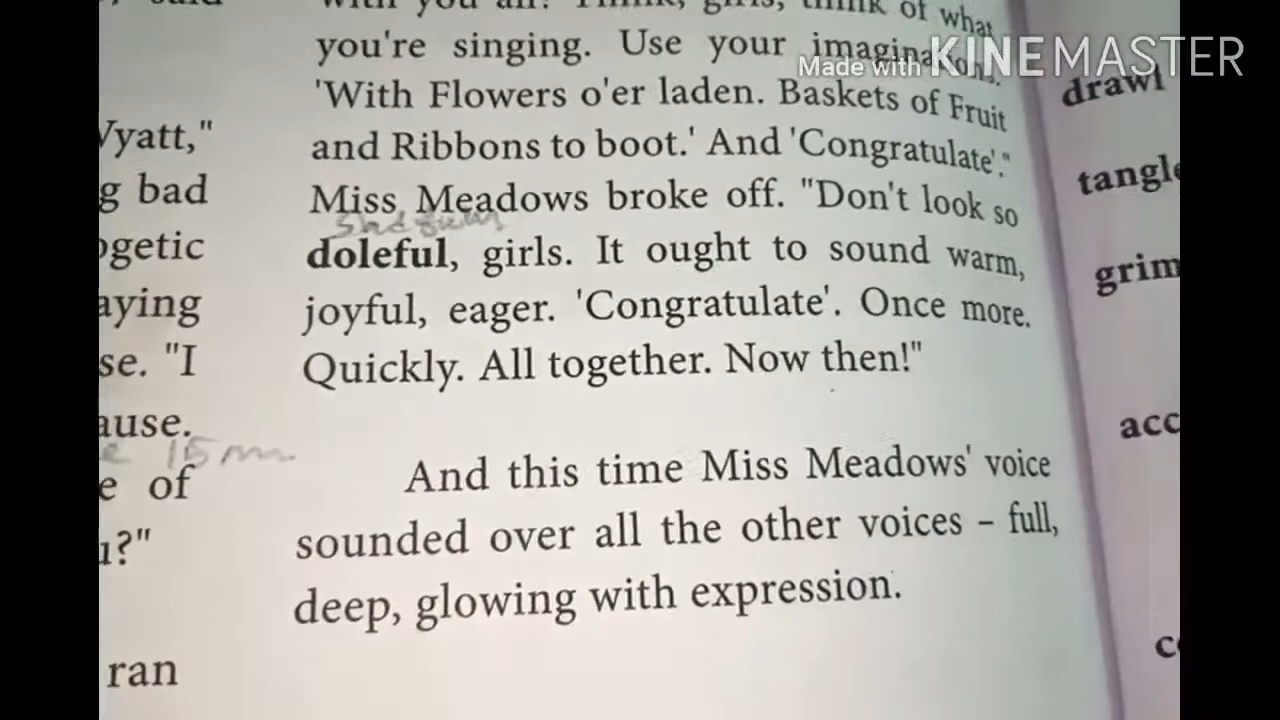 Made with KINEMASTER
Vyatt,"
g bad
ogetic
aying
se. "I
ause.
e 15 m
e of
u?"
ran
with you all? Think, girls, think of what
you're singing. Use your imaginations.
'With Flowers o'er laden. Baskets of Fruit
and Ribbons to boot.' And 'Congratulate'."
Miss Meadows broke off. "Don't look so
doleful, girls. It ought to sound warm,
joyful, eager. 'Congratulate'. Once more.
Quickly. All together. Now then!"
And this time Miss Meadows' voice
sounded over all the other voices – full,
deep, glowing with expression.
drawl
tangle
grim
acc
co